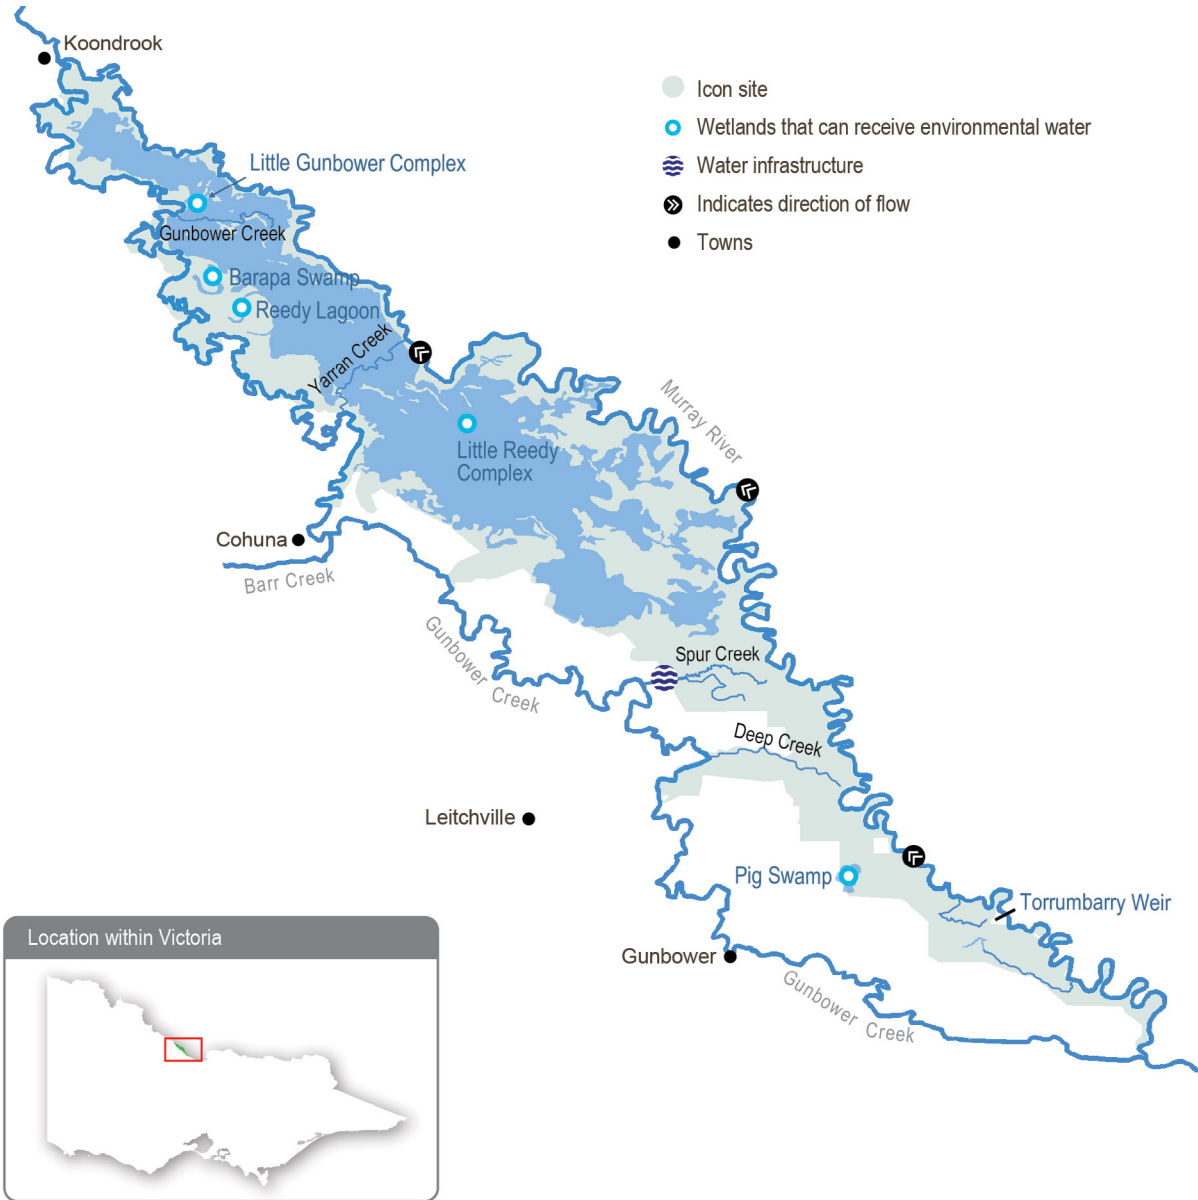 Koondrook
Icon site
Wetlands that can receive environmental water
Water infrastructure
Indicates direction of flow
Towns
Little Gunbower Complex
Gunbower Creek
Barapa Swamp
Reedy Lagoon
Yarran Creek
Murray River
Little Reedy
Complex
Cohuna
Barr Creek
Gunbower Creek
Spur Creek
Deep Creek
Leitchville
Pig Swamp
Torrumbarry Weir
Gunbower
Gunbower Creek
Location within Victoria